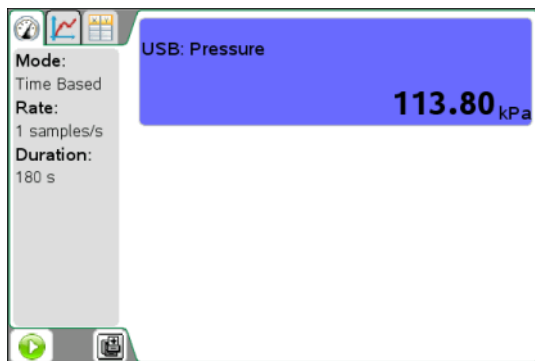 Mode:
Time Based
Rate:
1 samples/s
Duration:
180 s
USB: Pressure
113.80 kPa